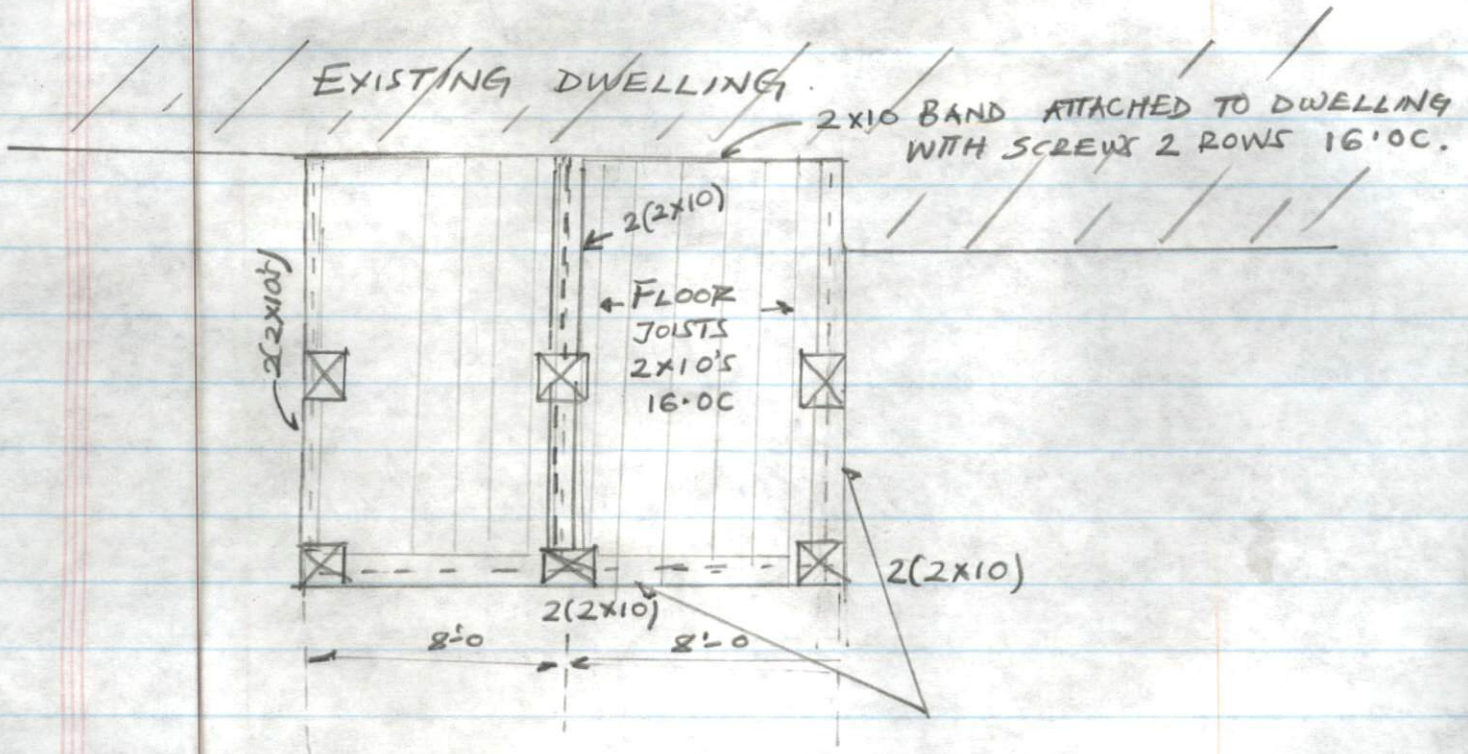 EXISTING DWELLING.
2x10 BAND ATTACHED TO DWELLING
WITH SCREWS 2 ROWS 16"OC.
2(2x10)
2(2x10's)
FLOOR
JOISTS
2x10's
16"OC
2(2x10)
2(2x10)
8'-0
8'-0